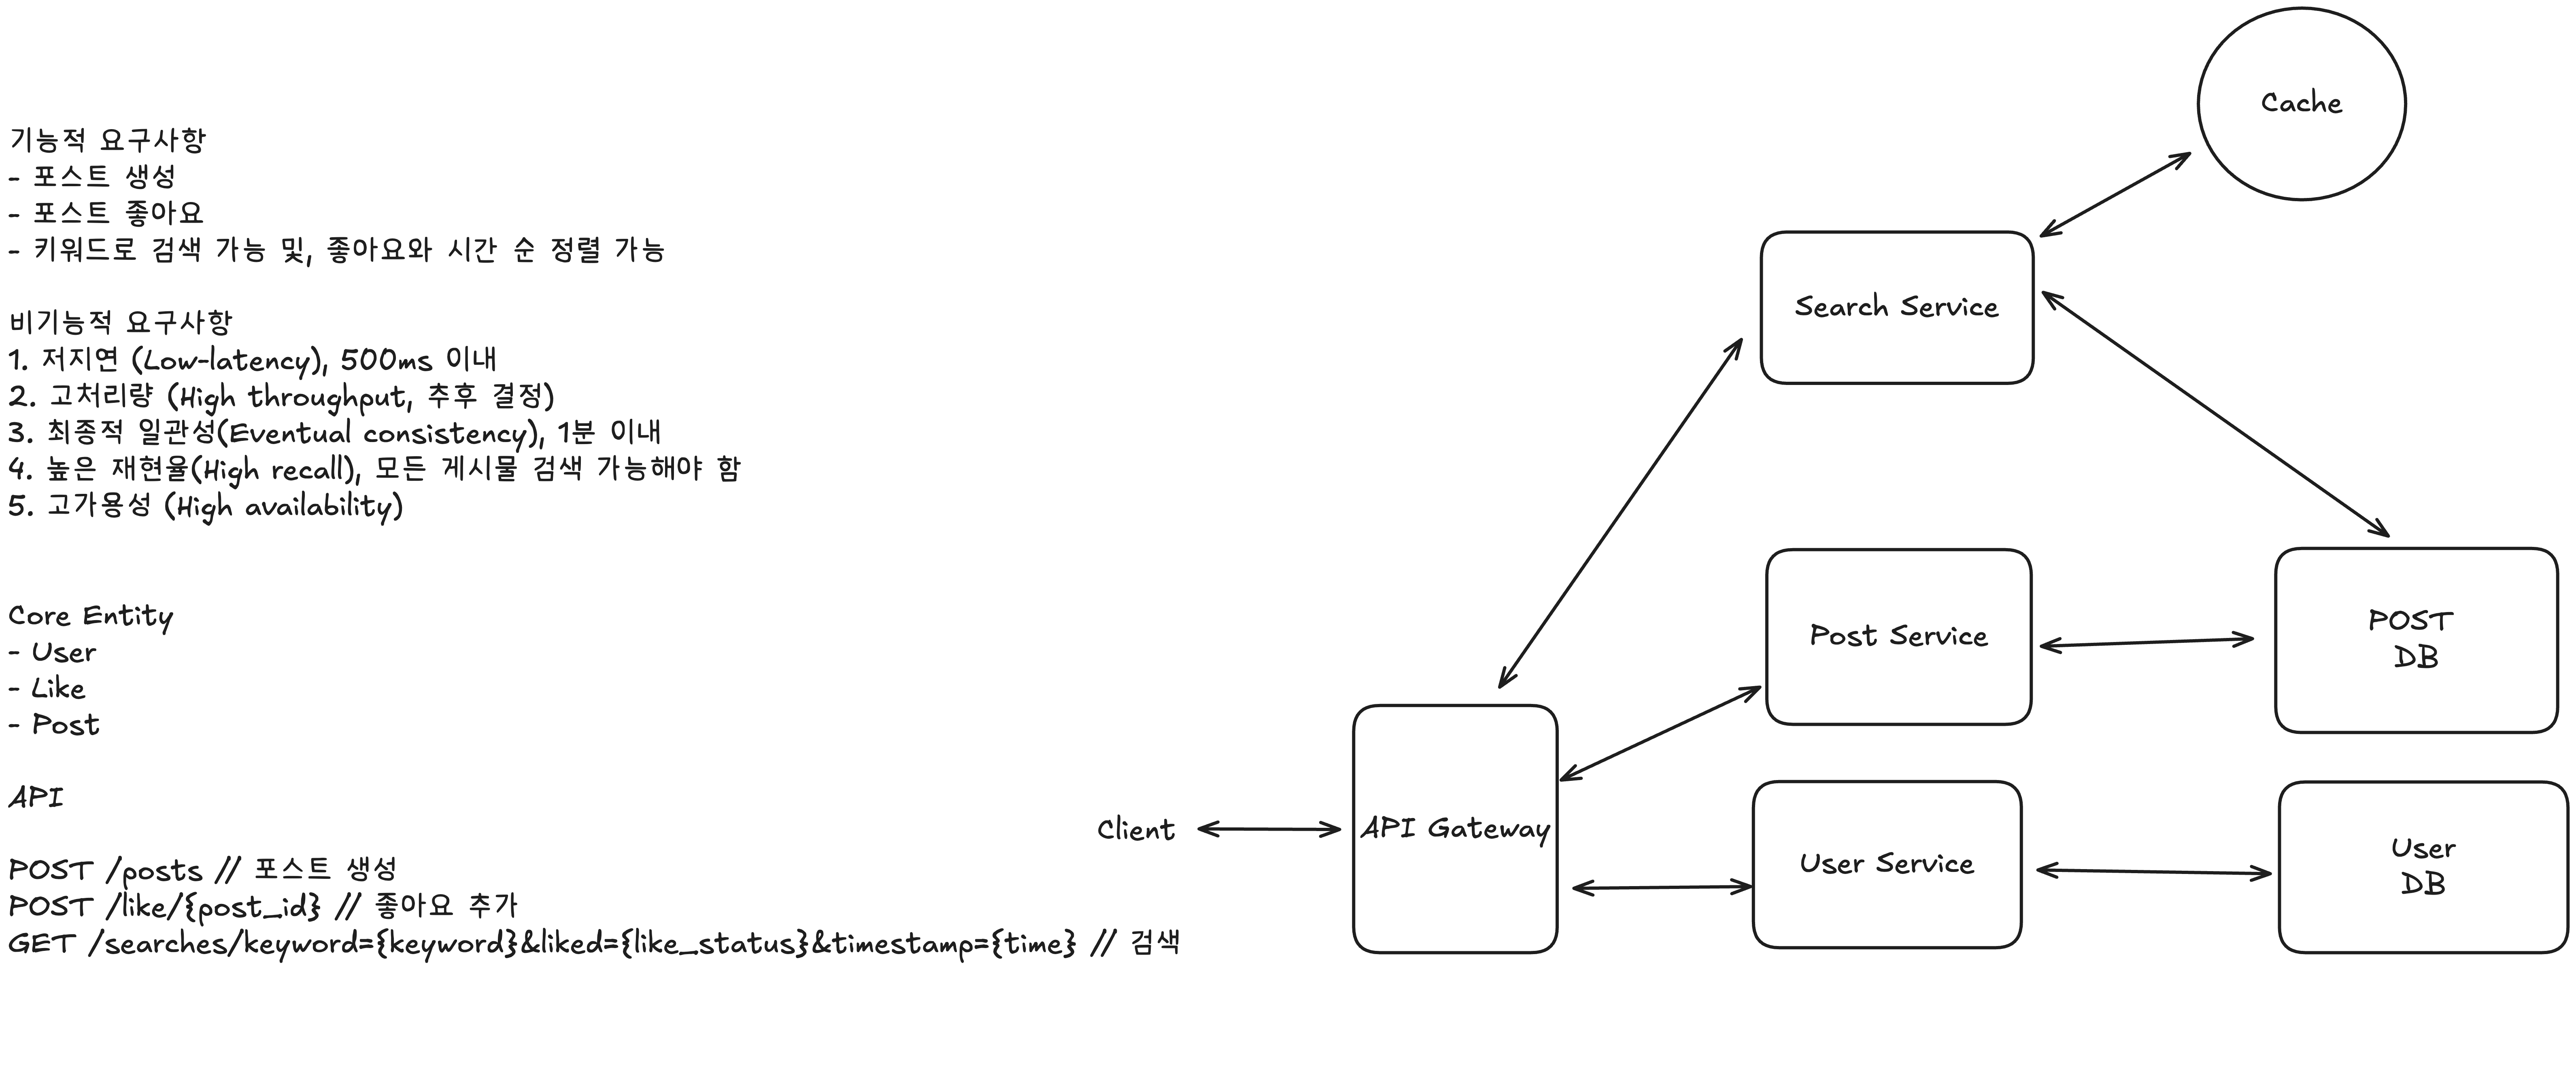 기능적 요구사항
- 포스트 생성
- 포스트 좋아요
- 키워드로 검색 가능 및, 좋아요와 시간 순 정렬 가능
비기능적 요구사항
1. 저지연 (Low-latency), 500ms 이내
2. 고처리량 (High throughput, 추후 결정)
3. 최종적 일관성(Eventual consistency), 1분 이내
4. 높은 재현율(High recall), 모든 게시물 검색 가능해야 함
5. 고가용성 (High availability)
Core Entity
- User
- Like
- Post
API
POST /posts // 포스트 생성
POST /like/{post_id} // 좋아요 추가
GET /searches/keyword={keyword}&liked={like_status}&timestamp={time} // 검색
Client
API Gateway
Search Service
Cache
Post Service
POST
DB
User Service
User
DB